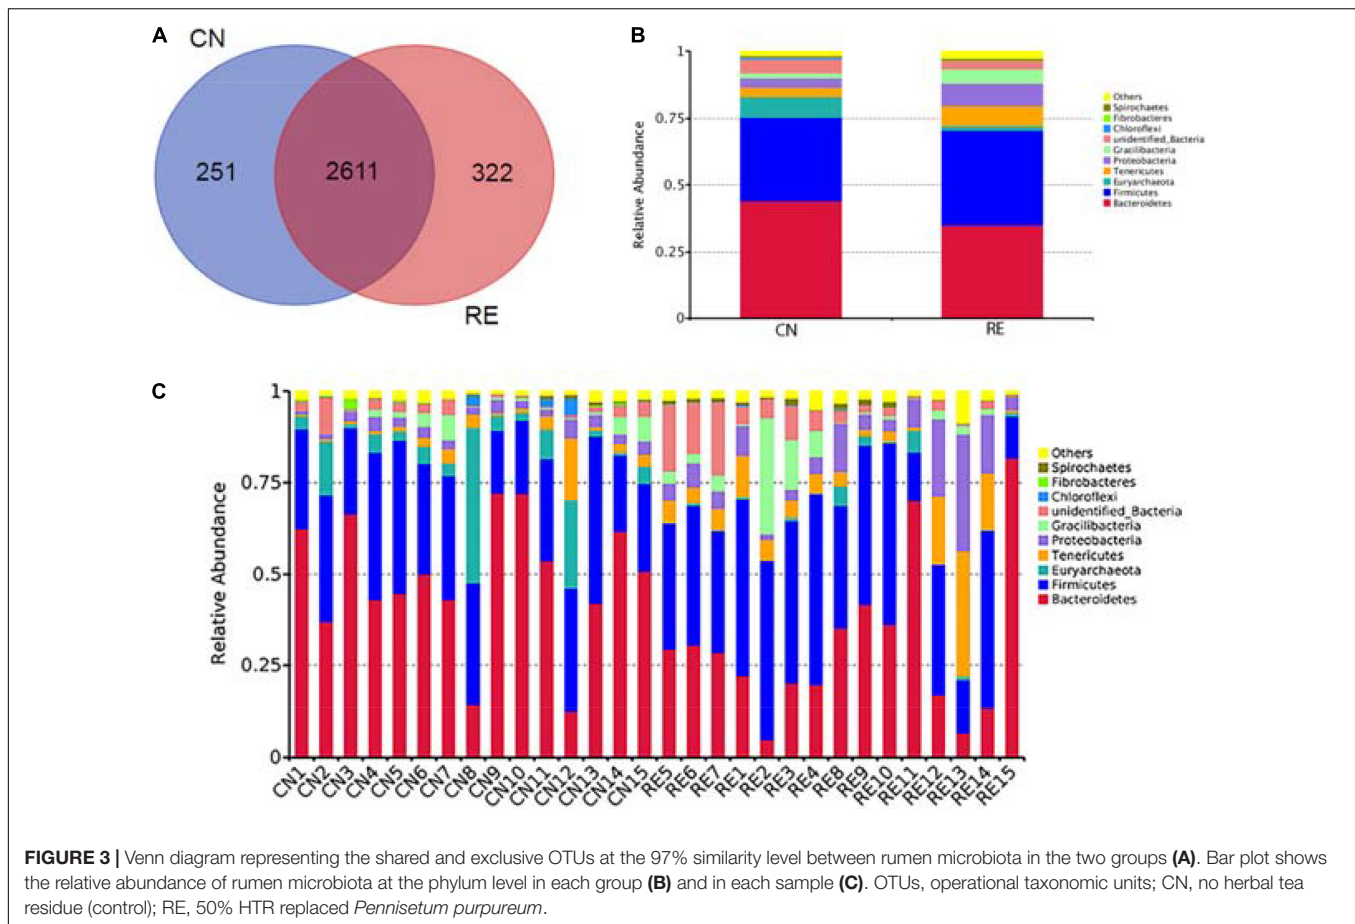 A
CN
251
2611
322
RE
B
Relative Abundance
1
0.75
0.5
0.25
0
CN
RE
Others
Spirochaetes
Fibrobacteres
Chloroflexi
unidentified_Bacteria
Gracilibacteria
Proteobacteria
Tenericutes
Euryarchaeota
Firmicutes
Bacteroidetes
C
Relative Abundance
1
0.75
0.5
0.25
0
CN1
CN2
CN3
CN4
CN5
CN6
CN7
CN8
CN9
CN10
CN11
CN12
CN13
CN14
CN15
RE5
RE6
RE7
RE1
RE2
RE3
RE4
RE8
RE9
RE10
RE11
RE12
RE13
RE14
RE15
Others
Spirochaetes
Fibrobacteres
Chloroflexi
unidentified_Bacteria
Gracilibacteria
Proteobacteria
Tenericutes
Euryarchaeota
Firmicutes
Bacteroidetes
FIGURE 3 | Venn diagram representing the shared and exclusive OTUs at the 97% similarity level between rumen microbiota in the two groups (A). Bar plot shows
the relative abundance of rumen microbiota at the phylum level in each group (B) and in each sample (C). OTUs, operational taxonomic units; CN, no herbal tea
residue (control); RE, 50% HTR replaced Pennisetum purpureum.